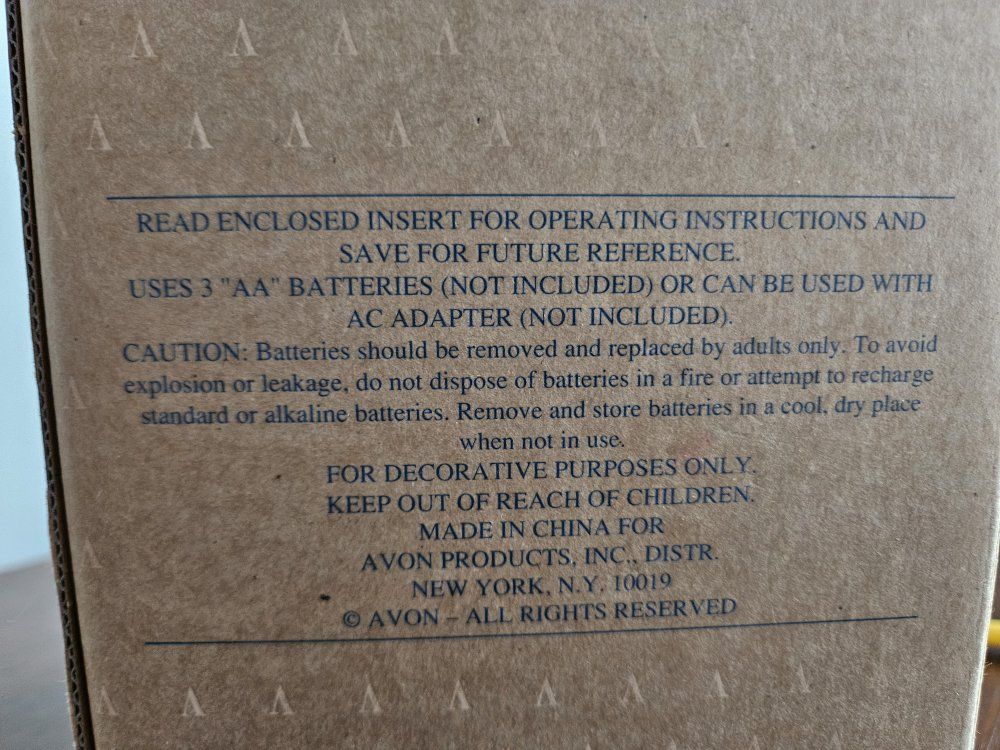 READ ENCLOSED INSERT FOR OPERATING INSTRUCTIONS AND
SAVE FOR FUTURE REFERENCE.
USES 3 "AA" BATTERIES (NOT INCLUDED) OR CAN BE USED WITH
AC ADAPTER (NOT INCLUDED).
CAUTION: Batteries should be removed and replaced by adults only. To avoid
explosion or leakage, do not dispose of batteries in a fire or attempt to recharge
standard or alkaline batteries. Remove and store batteries in a cool, dry place
when not in use.
FOR DECORATIVE PURPOSES ONLY.
KEEP OUT OF REACH OF CHILDREN.
MADE IN CHINA FOR
AVON PRODUCTS, INC., DISTR.
NEW YORK, N.Y. 10019
© AVON – ALL RIGHTS RESERVED